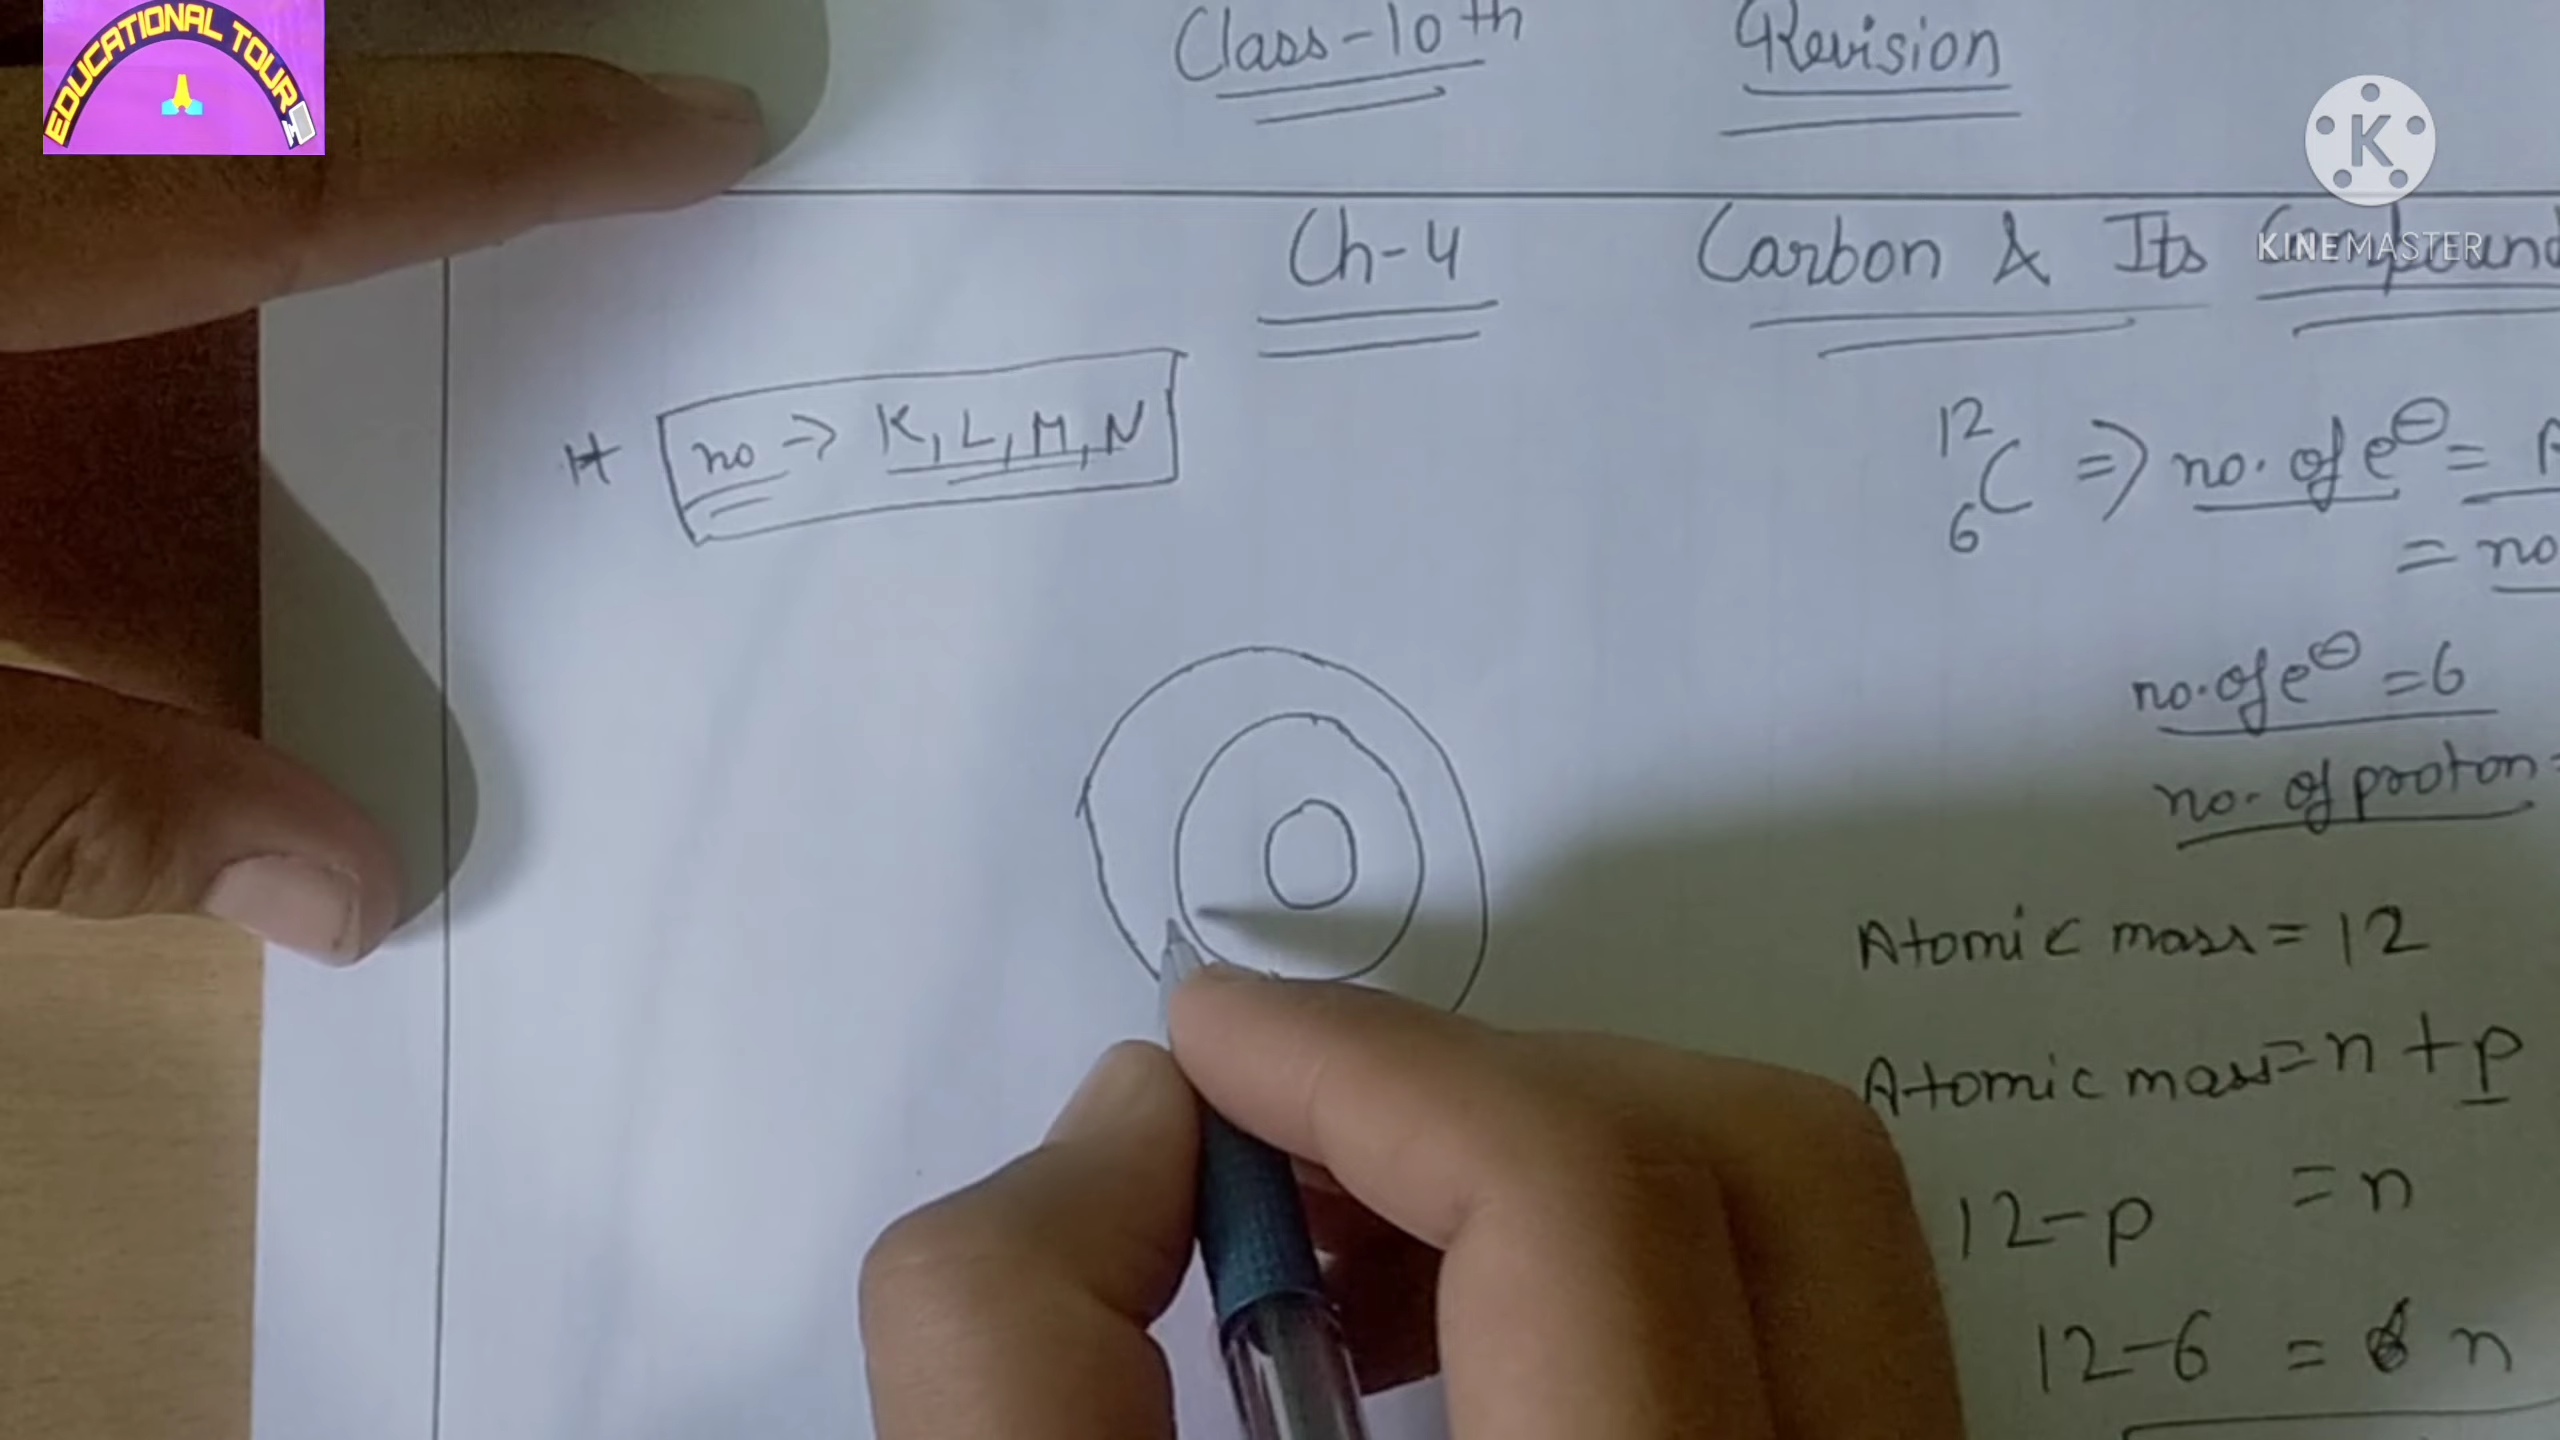 EDUCATIONAL TOUR
Class-10th Revision
K
KINEMASTER
Ch-4 Carbon & Its Compound
no → K, L, M, N
12
6 C ⇒ no. of e⊖ = A
= no
no. of e⊖ = 6
no. of proton =
Atomic mass = 12
Atomic mass = n + p
12 - p = n
12 - 6 = n